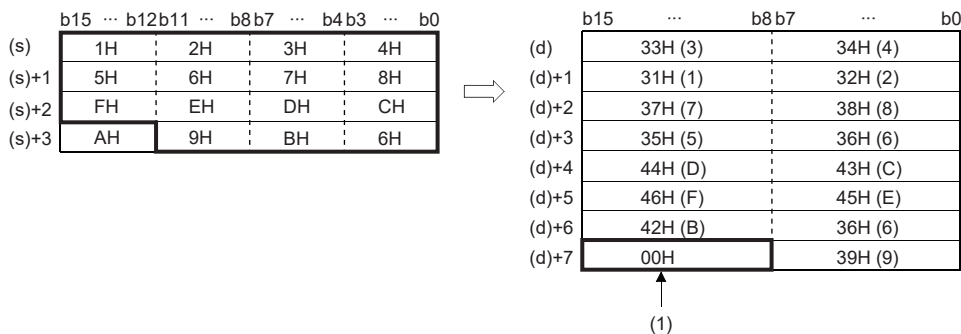 b15 ··· b12 b11 ··· b8 b7 ··· b4 b3 ··· b0
(s) 1H 2H 3H 4H
(s)+1 5H 6H 7H 8H
(s)+2 FH EH DH CH
(s)+3 AH 9H BH 6H
b15 ··· b8 b7 ··· b0
(d) 33H (3) 34H (4)
(d)+1 31H (1) 32H (2)
(d)+2 37H (7) 38H (8)
(d)+3 35H (5) 36H (6)
(d)+4 44H (D) 43H (C)
(d)+5 46H (F) 45H (E)
(d)+6 42H (B) 36H (6)
(d)+7 00H 39H (9)
(1)